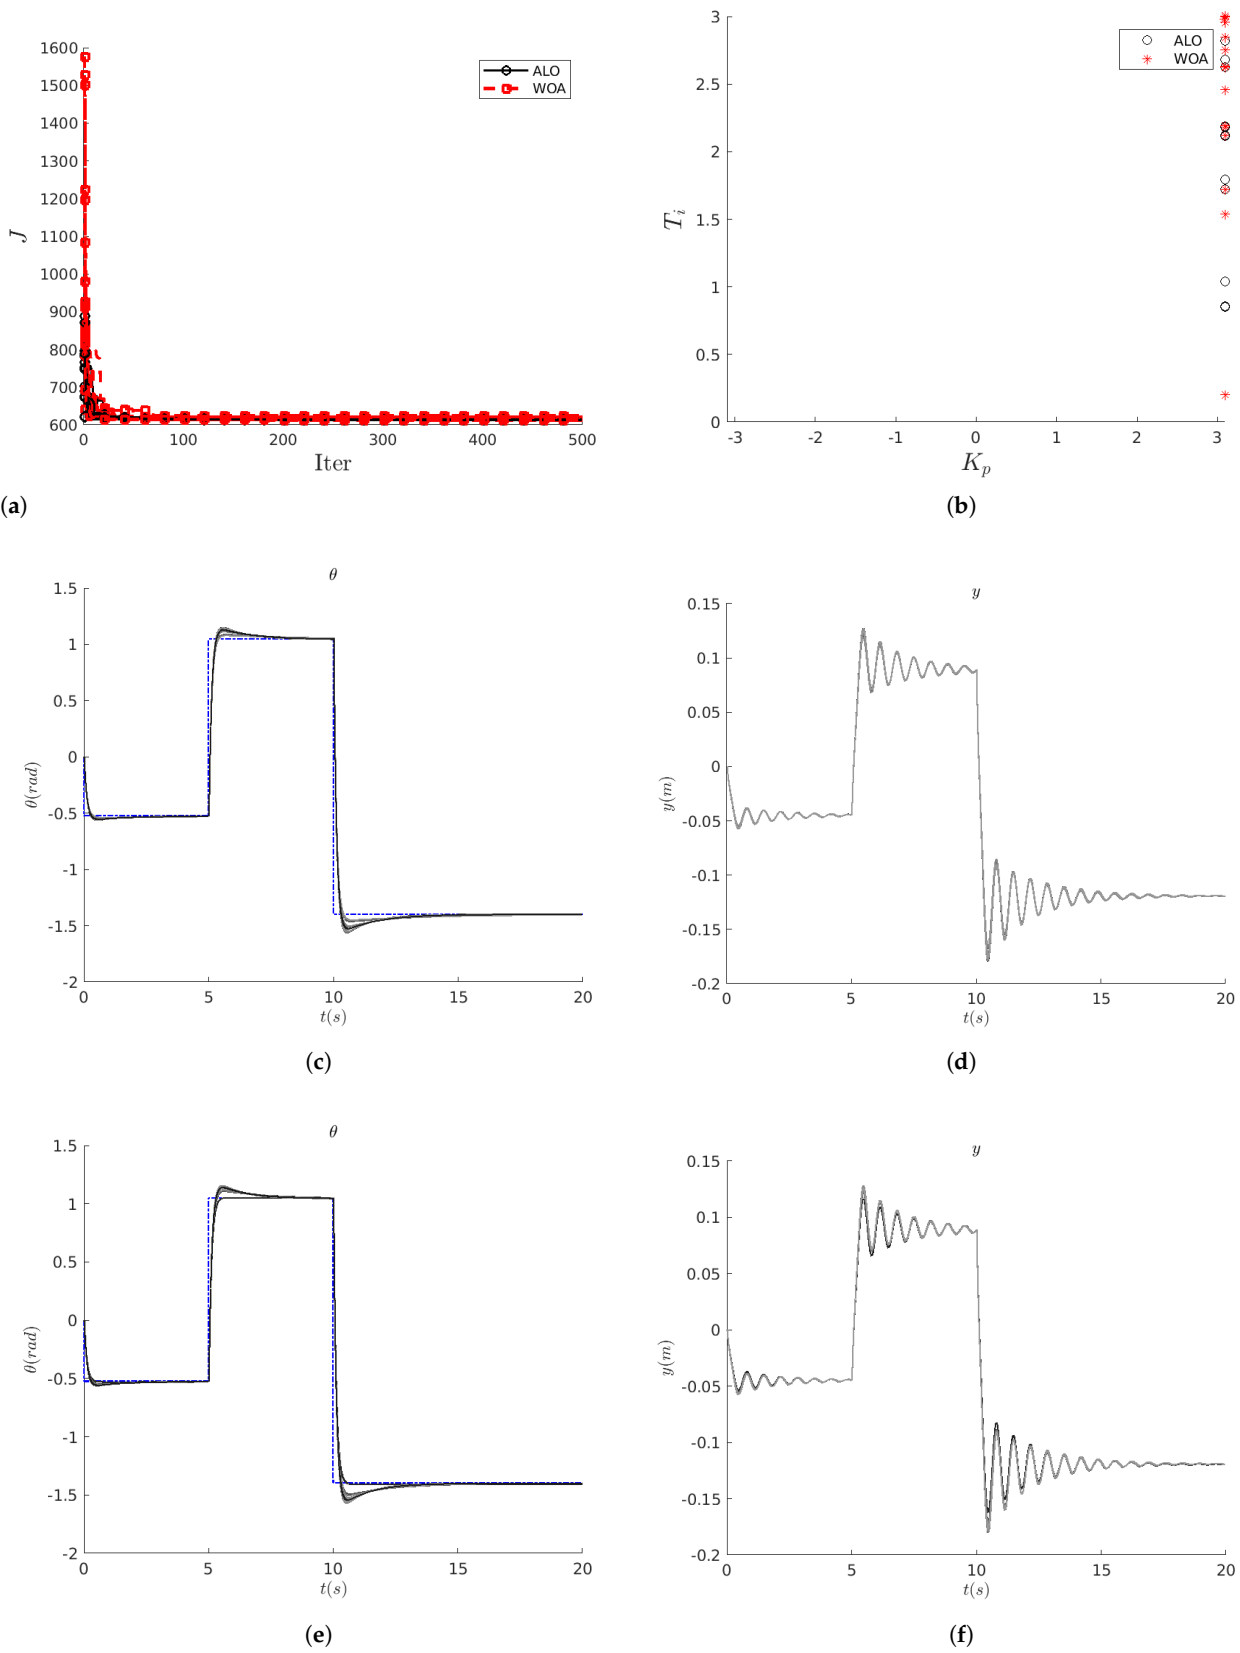 1600
1500
1400
1300
1200
1100
1000
900
800
700
600
J
0 100 200 300 400 500
Iter
ALO
WOA
(a)
3
2.5
2
1.5
1
0.5
0
T_i
-3 -2 -1 0 1 2 3
K_p
ALO
WOA
(b)
θ
1.5
1
0.5
0
-0.5
-1
-1.5
-2
θ(rad)
0 5 10 15 20
t(s)
(c)
y
0.15
0.1
0.05
0
-0.05
-0.1
-0.15
-0.2
y(m)
0 5 10 15 20
t(s)
(d)
θ
1.5
1
0.5
0
-0.5
-1
-1.5
-2
θ(rad)
0 5 10 15 20
t(s)
(e)
y
0.15
0.1
0.05
0
-0.05
-0.1
-0.15
-0.2
y(m)
0 5 10 15 20
t(s)
(f)